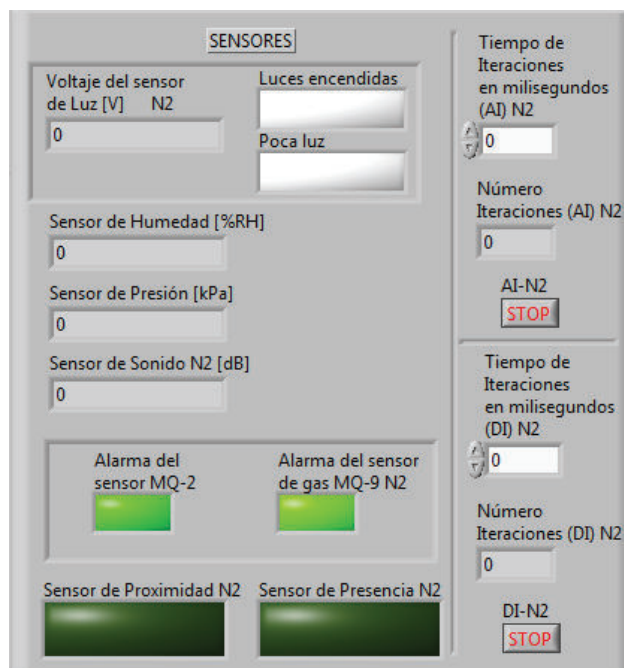 SENSORES
Voltaje del sensor
de Luz [V] N2
0
Luces encendidas
Poca luz
Sensor de Humedad [%RH]
0
Sensor de Presión [kPa]
0
Sensor de Sonido N2 [dB]
0
Alarma del
sensor MQ-2
Alarma del sensor
de gas MQ-9 N2
Sensor de Proximidad N2
Sensor de Presencia N2
Tiempo de
Iteraciones
en milisegundos
(AI) N2
0
Número
Iteraciones (AI) N2
0
AI-N2
STOP
Tiempo de
Iteraciones
en milisegundos
(DI) N2
0
Número
Iteraciones (DI) N2
0
DI-N2
STOP